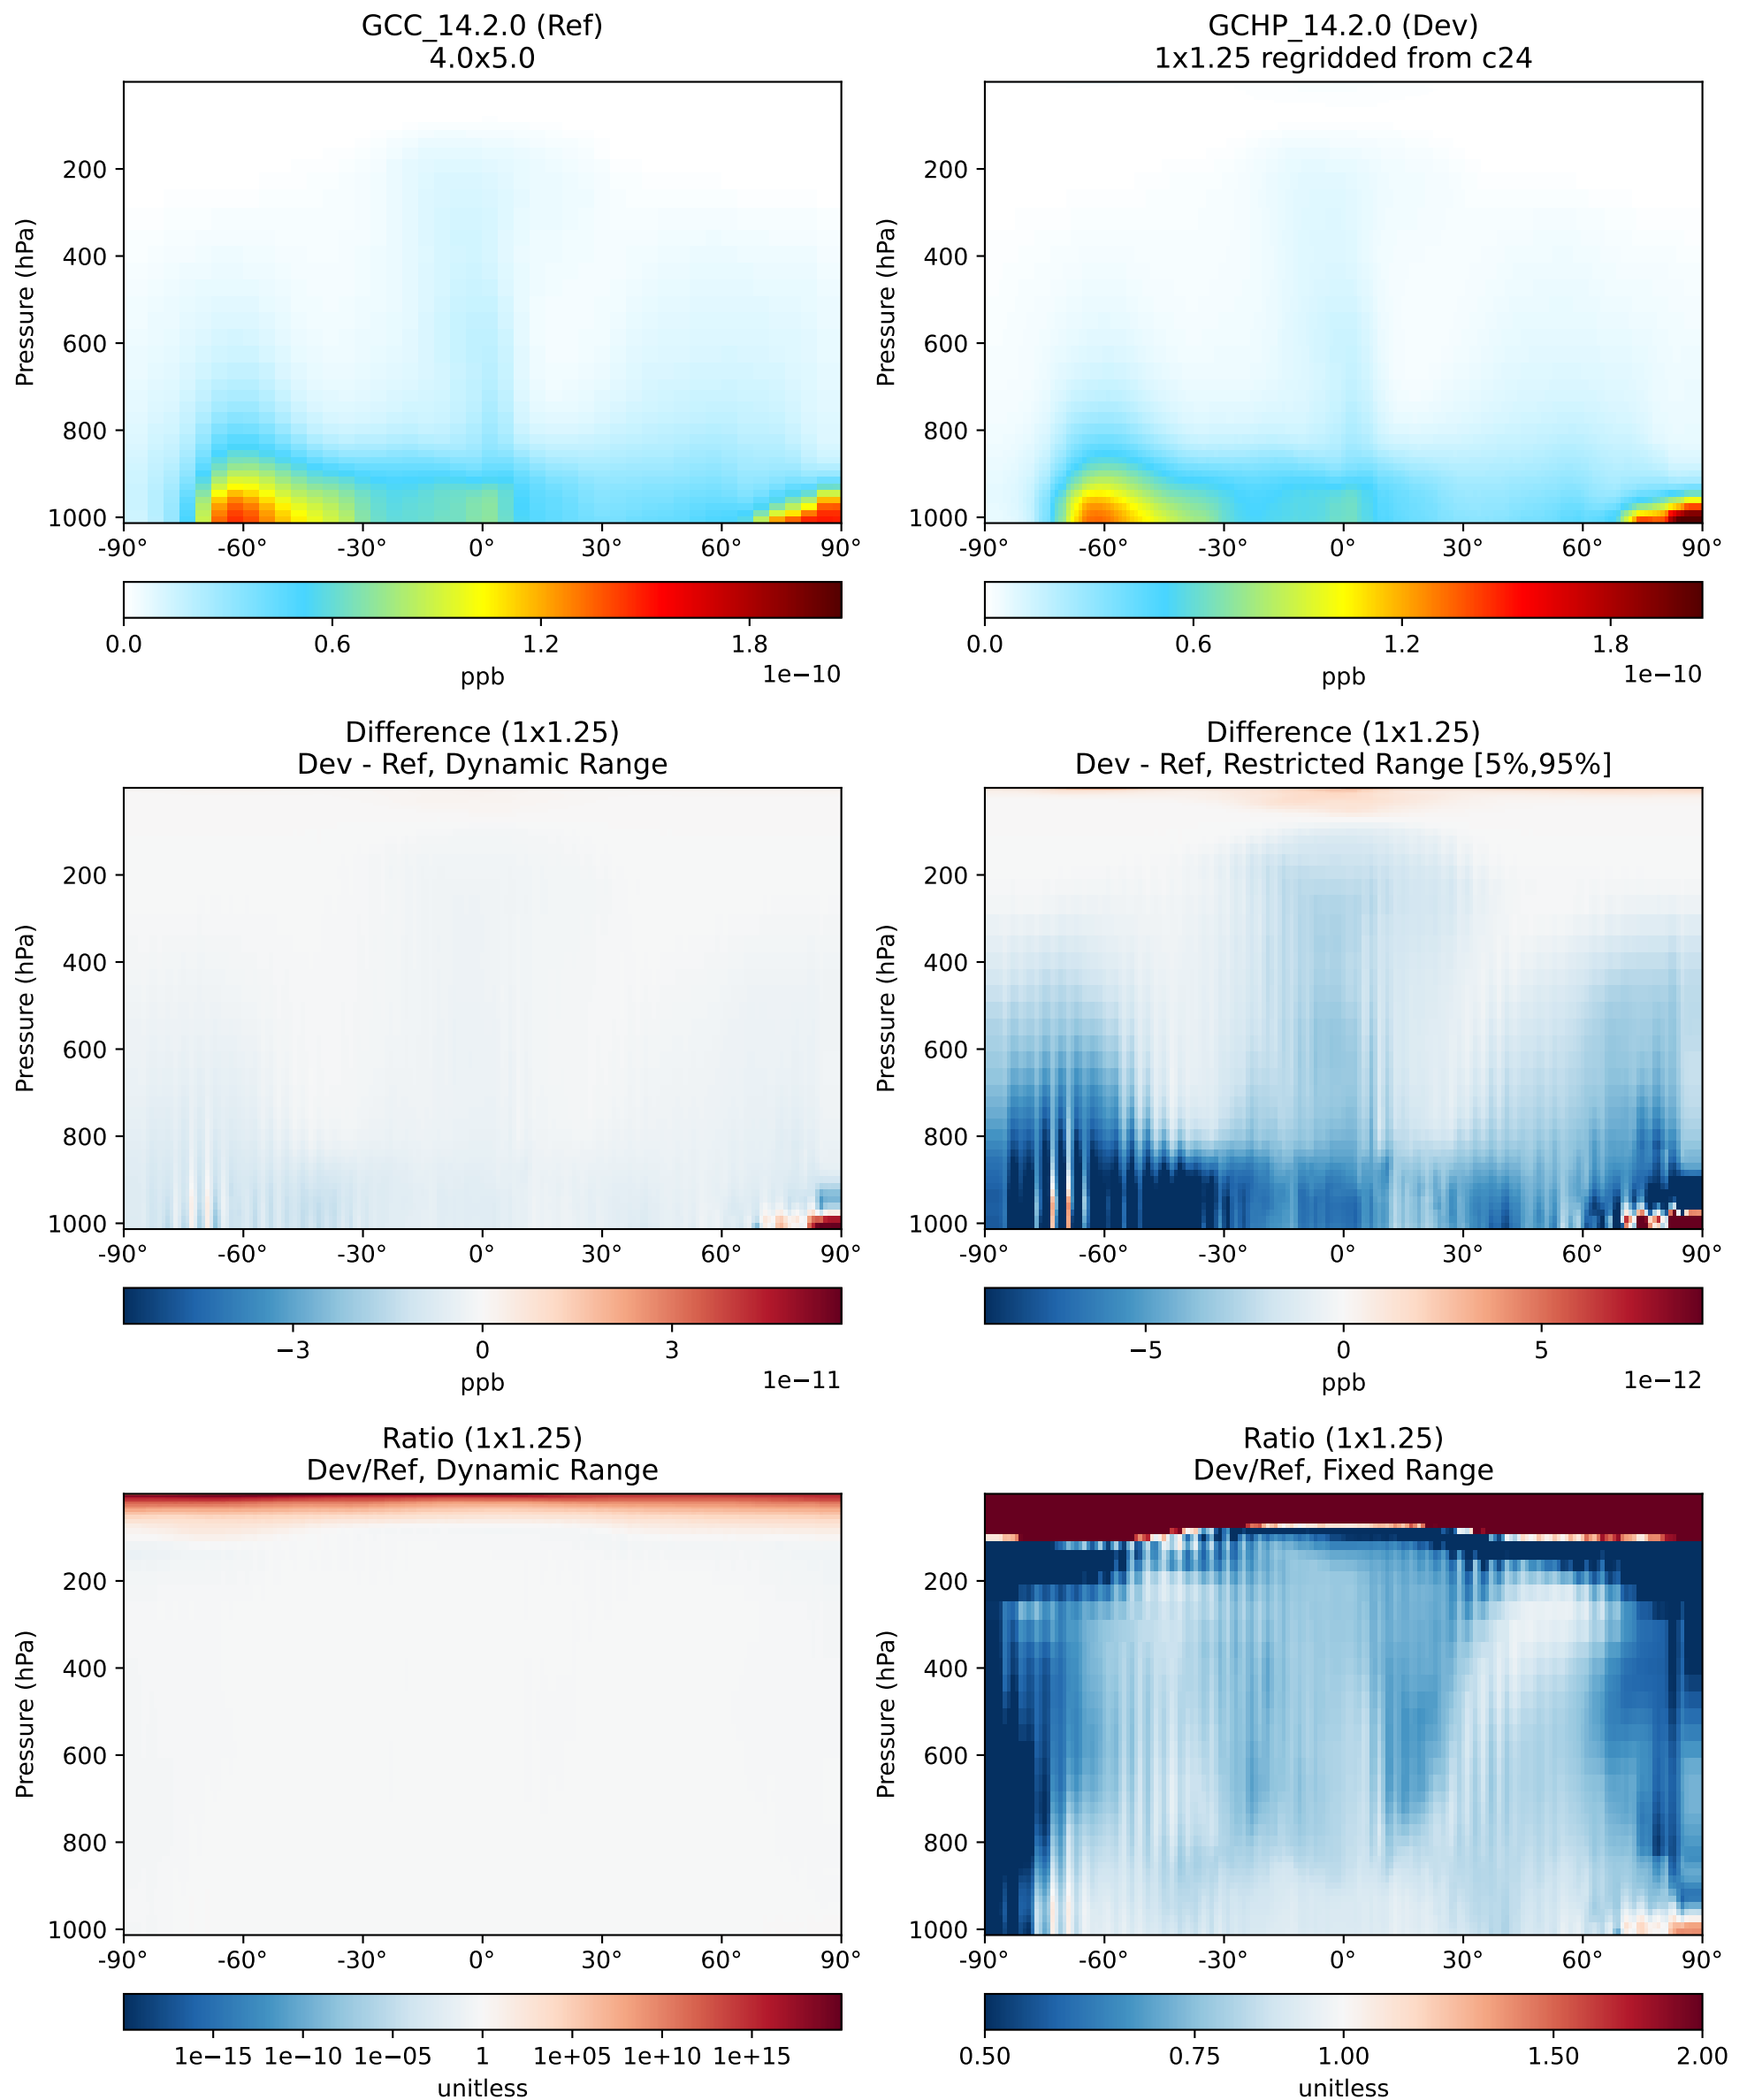 GCC_14.2.0 (Ref)
4.0x5.0
Pressure (hPa)
200
400
600
800
1000
-90° -60° -30° 0° 30° 60° 90°
0.0 0.6 1.2 1.8
1e−10
ppb
GCHP_14.2.0 (Dev)
1x1.25 regridded from c24
Pressure (hPa)
200
400
600
800
1000
-90° -60° -30° 0° 30° 60° 90°
0.0 0.6 1.2 1.8
1e−10
ppb
Difference (1x1.25)
Dev - Ref, Dynamic Range
Pressure (hPa)
200
400
600
800
1000
-90° -60° -30° 0° 30° 60° 90°
−3 0 3
1e−11
ppb
Difference (1x1.25)
Dev - Ref, Restricted Range [5%,95%]
Pressure (hPa)
200
400
600
800
1000
-90° -60° -30° 0° 30° 60° 90°
−5 0 5
1e−12
ppb
Ratio (1x1.25)
Dev/Ref, Dynamic Range
Pressure (hPa)
200
400
600
800
1000
-90° -60° -30° 0° 30° 60° 90°
1e−15 1e−10 1e−05 1 1e+05 1e+10 1e+15
unitless
Ratio (1x1.25)
Dev/Ref, Fixed Range
Pressure (hPa)
200
400
600
800
1000
-90° -60° -30° 0° 30° 60° 90°
0.50 0.75 1.00 1.50 2.00
unitless